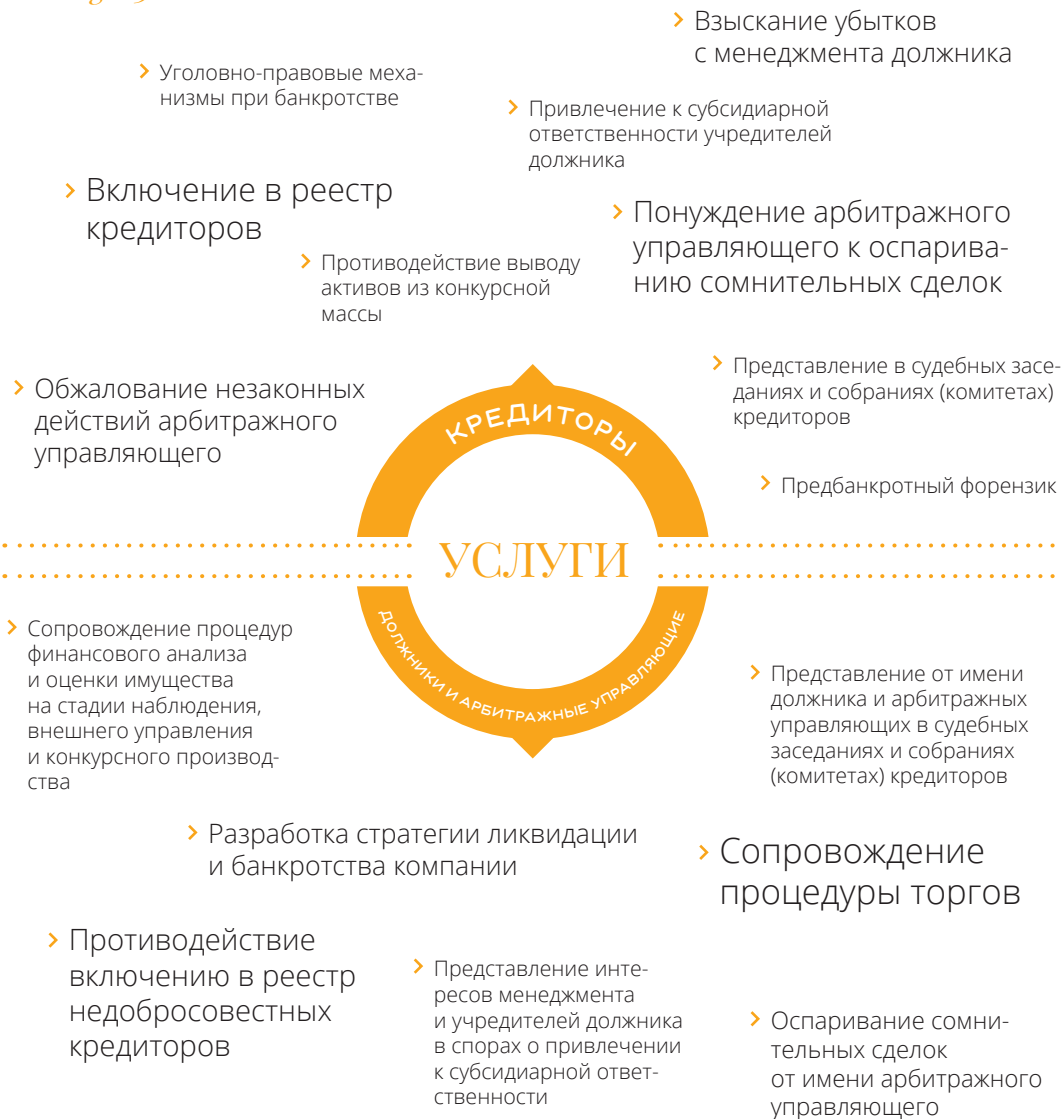 Взыскание убытков
с менеджмента должника
Уголовно-правовые меха-
низмы при банкротстве
Привлечение к субсидиарной
ответственности учредителей
должника
Включение в реестр
кредиторов
Понуждение арбитражного
управляющего к оспарива-
нию сомнительных сделок
Противодействие выводу
активов из конкурсной
массы
Представление в судебных засе-
даниях и собраниях (комитетах)
кредиторов
Обжалование незаконных
действий арбитражного
управляющего
КРЕДИТОРЫ
Предбанкротный форензик
УСЛУГИ
ДОЛЖНИКИ И АРБИТРАЖНЫЕ УПРАВЛЯЮЩИЕ
Сопровождение процедур
финансового анализа
и оценки имущества
на стадии наблюдения,
внешнего управления
и конкурсного производ-
ства
Представление от имени
должника и арбитражных
управляющих в судебных
заседаниях и собраниях
(комитетах) кредиторов
Разработка стратегии ликвидации
и банкротства компании
Сопровождение
процедуры торгов
Противодействие
включению в реестр
недобросовестных
кредиторов
Представление инте-
ресов менеджмента
и учредителей должника
в спорах о привлечении
к субсидиарной ответ-
ственности
Оспаривание сомни-
тельных сделок
от имени арбитражного
управляющего